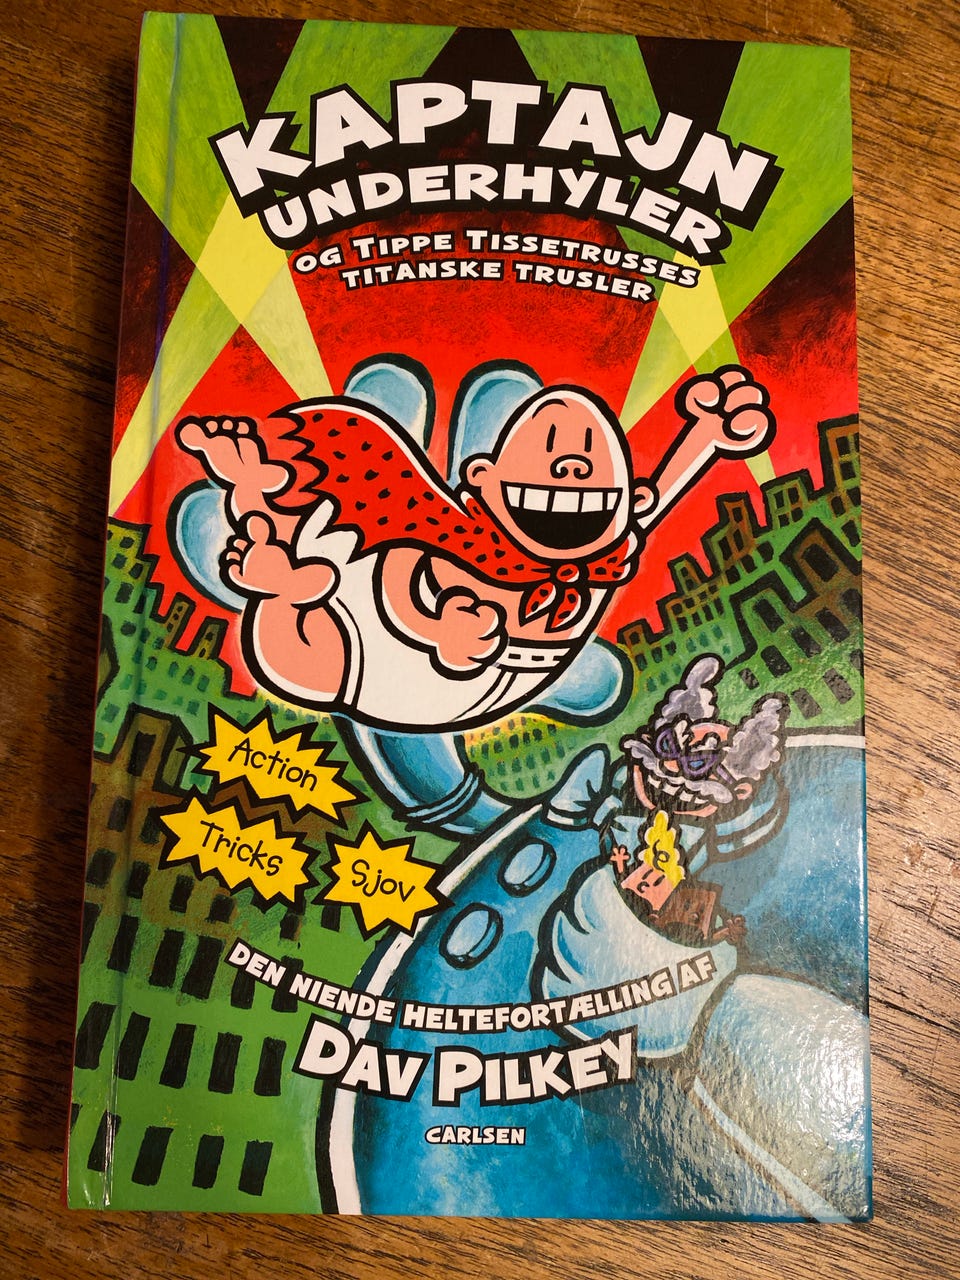 KAPTAJN
UNDERHYLER
OG TIPPE TISSETRUSSES
TITANSKE TRUSLER
Action
Tricks
Sjov
DEN NIENDE HELTEFORTÆLLING AF
DAV PILKEY
CARLSEN